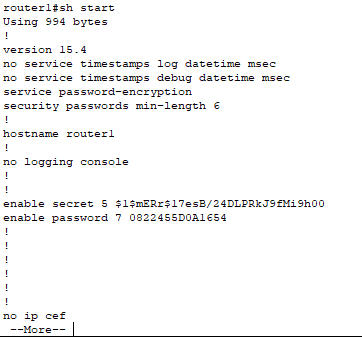 router1#sh start
Using 994 bytes
!
version 15.4
no service timestamps log datetime msec
no service timestamps debug datetime msec
service password-encryption
security passwords min-length 6
!
hostname router1
!
no logging console
!
!
enable secret 5 $1$mERr$17esB/24DLPRkJ9fMi9h00
enable password 7 0822455D0A1654
!
!
!
!
!
!
no ip cef
--More--